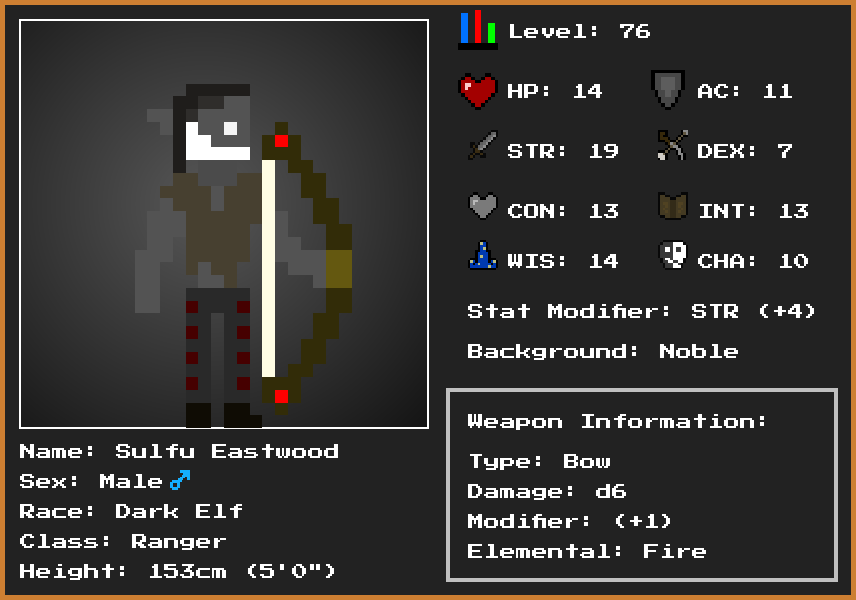 Level: 76
HP: 14
AC: 11
STR: 19
DEX: 7
CON: 13
INT: 13
WIS: 14
CHA: 10
Stat Modifier: STR (+4)
Background: Noble
Weapon Information:
Type: Bow
Damage: d6
Modifier: (+1)
Elemental: Fire
Name: Sulfu Eastwood
Sex: Male♂
Race: Dark Elf
Class: Ranger
Height: 153cm (5'0")